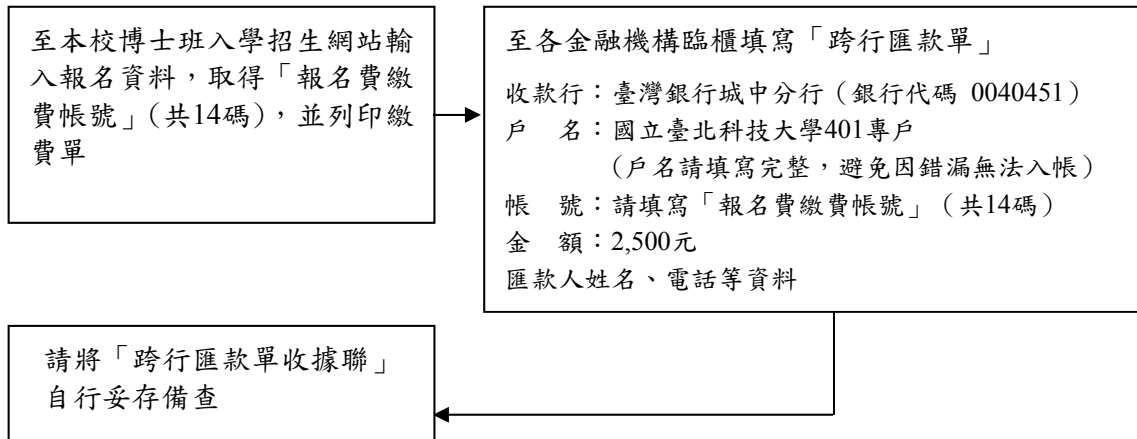 至本校博士班入學招生網站輸
入報名資料，取得「報名費繳
費帳號」（共14碼），並列印繳
費單
至各金融機構臨櫃填寫「跨行匯款單」
收款行：臺灣銀行城中分行（銀行代碼 0040451）
戶　名：國立臺北科技大學401專戶
（戶名請填寫完整，避免因錯漏無法入帳）
帳　號：請填寫「報名費繳費帳號」（共14碼）
金　額：2,500元
匯款人姓名、電話等資料
請將「跨行匯款單收據聯」
自行妥存備查